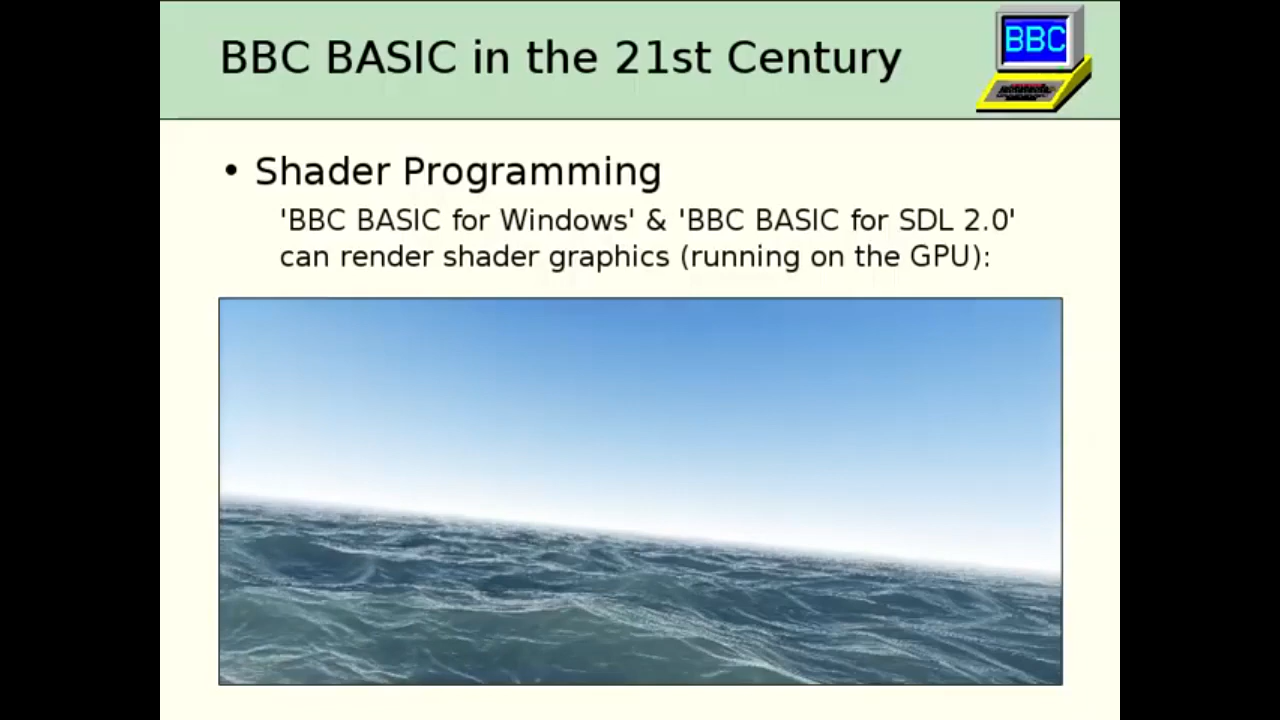 BBC BASIC in the 21st Century
BBC
• Shader Programming
'BBC BASIC for Windows' & 'BBC BASIC for SDL 2.0'
can render shader graphics (running on the GPU):